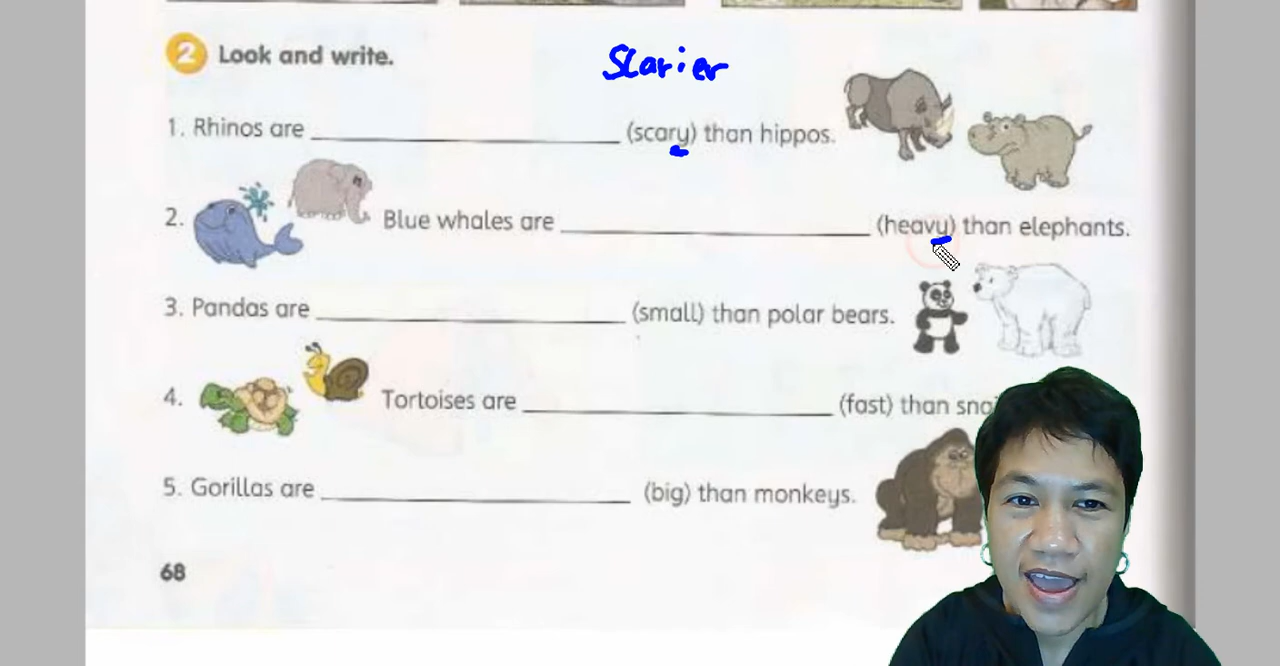 2 Look and write.
Scarier
1. Rhinos are (scary) than hippos.
2. Blue whales are (heavy) than elephants.
3. Pandas are (small) than polar bears.
4. Tortoises are (fast) than
5. Gorillas are (big) than monkeys.
68